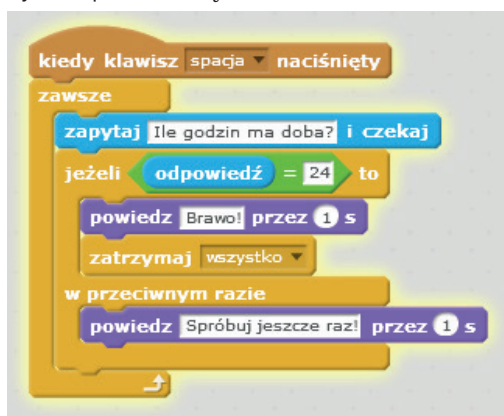 kiedy klawisz spacja naciśnięty
zawsze
zapytaj Ile godzin ma doba? i czekaj
jeżeli odpowiedź = 24 to
powiedz Brawo! przez 1 s
zatrzymaj wszystko
w przeciwnym razie
powiedz Spróbuj jeszcze raz! przez 1 s